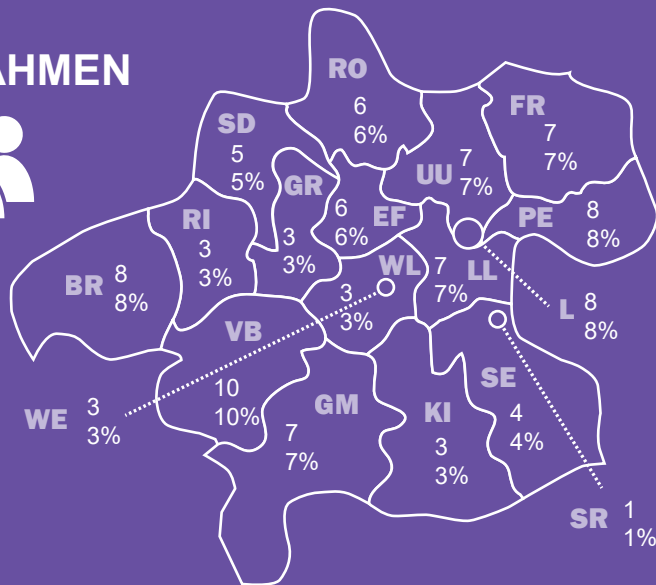 AHMEN
RO
6
6%
SD
5
5%
FR
7
7%
UU
7
7%
GR
3
3%
EF
6
6%
PE
8
8%
RI
3
3%
BR
8
8%
WL
3
3%
LL
7
7%
L
8
8%
VB
10
10%
SE
4
4%
GM
7
7%
KI
3
3%
WE
3
3%
SR
1
1%